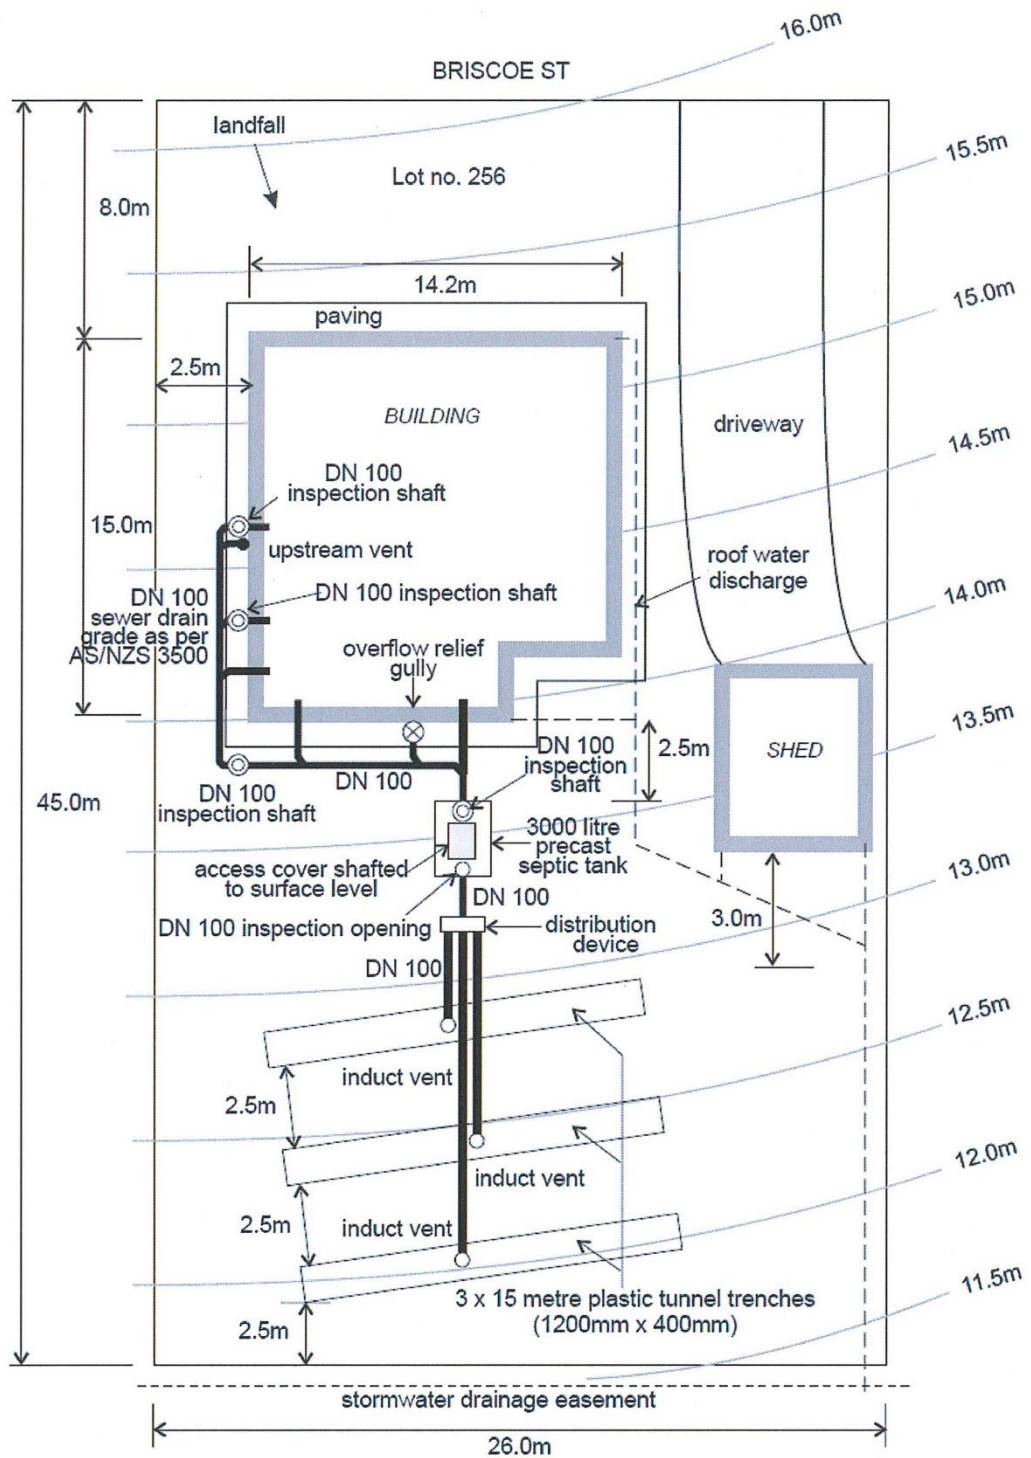 16.0m
BRISCOE ST
landfall
15.5m
Lot no. 256
8.0m
14.2m
15.0m
paving
2.5m
BUILDING
driveway
14.5m
DN 100
inspection shaft
15.0m
upstream vent
roof water
discharge
DN 100
sewer drain
grade as per
AS/NZS 3500
DN 100 inspection shaft
14.0m
overflow relief
gully
13.5m
2.5m
SHED
DN 100
inspection
shaft
DN 100
DN 100
inspection shaft
45.0m
3000 litre
precast
septic tank
access cover shafted
to surface level
13.0m
DN 100
3.0m
DN 100 inspection opening
distribution
device
DN 100
12.5m
induct vent
2.5m
12.0m
induct vent
2.5m
induct vent
11.5m
3 x 15 metre plastic tunnel trenches
(1200mm x 400mm)
2.5m
stormwater drainage easement
26.0m